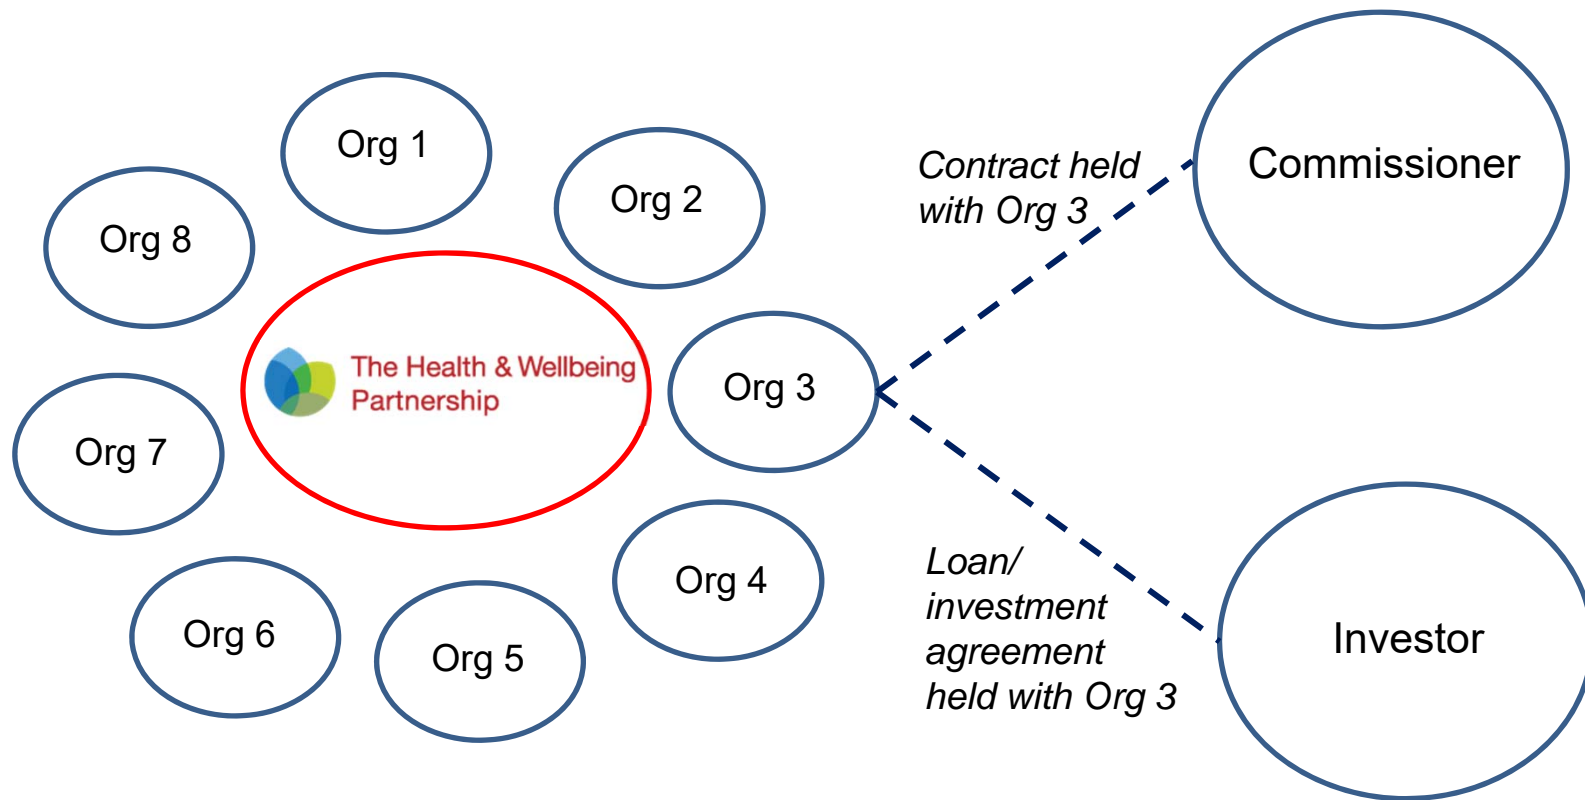 Org 1
Org 2
Org 8
Contract held
with Org 3
Commissioner
The Health & Wellbeing
Partnership
Org 3
Org 7
Org 4
Org 6
Org 5
Loan/
investment
agreement
held with Org 3
Investor